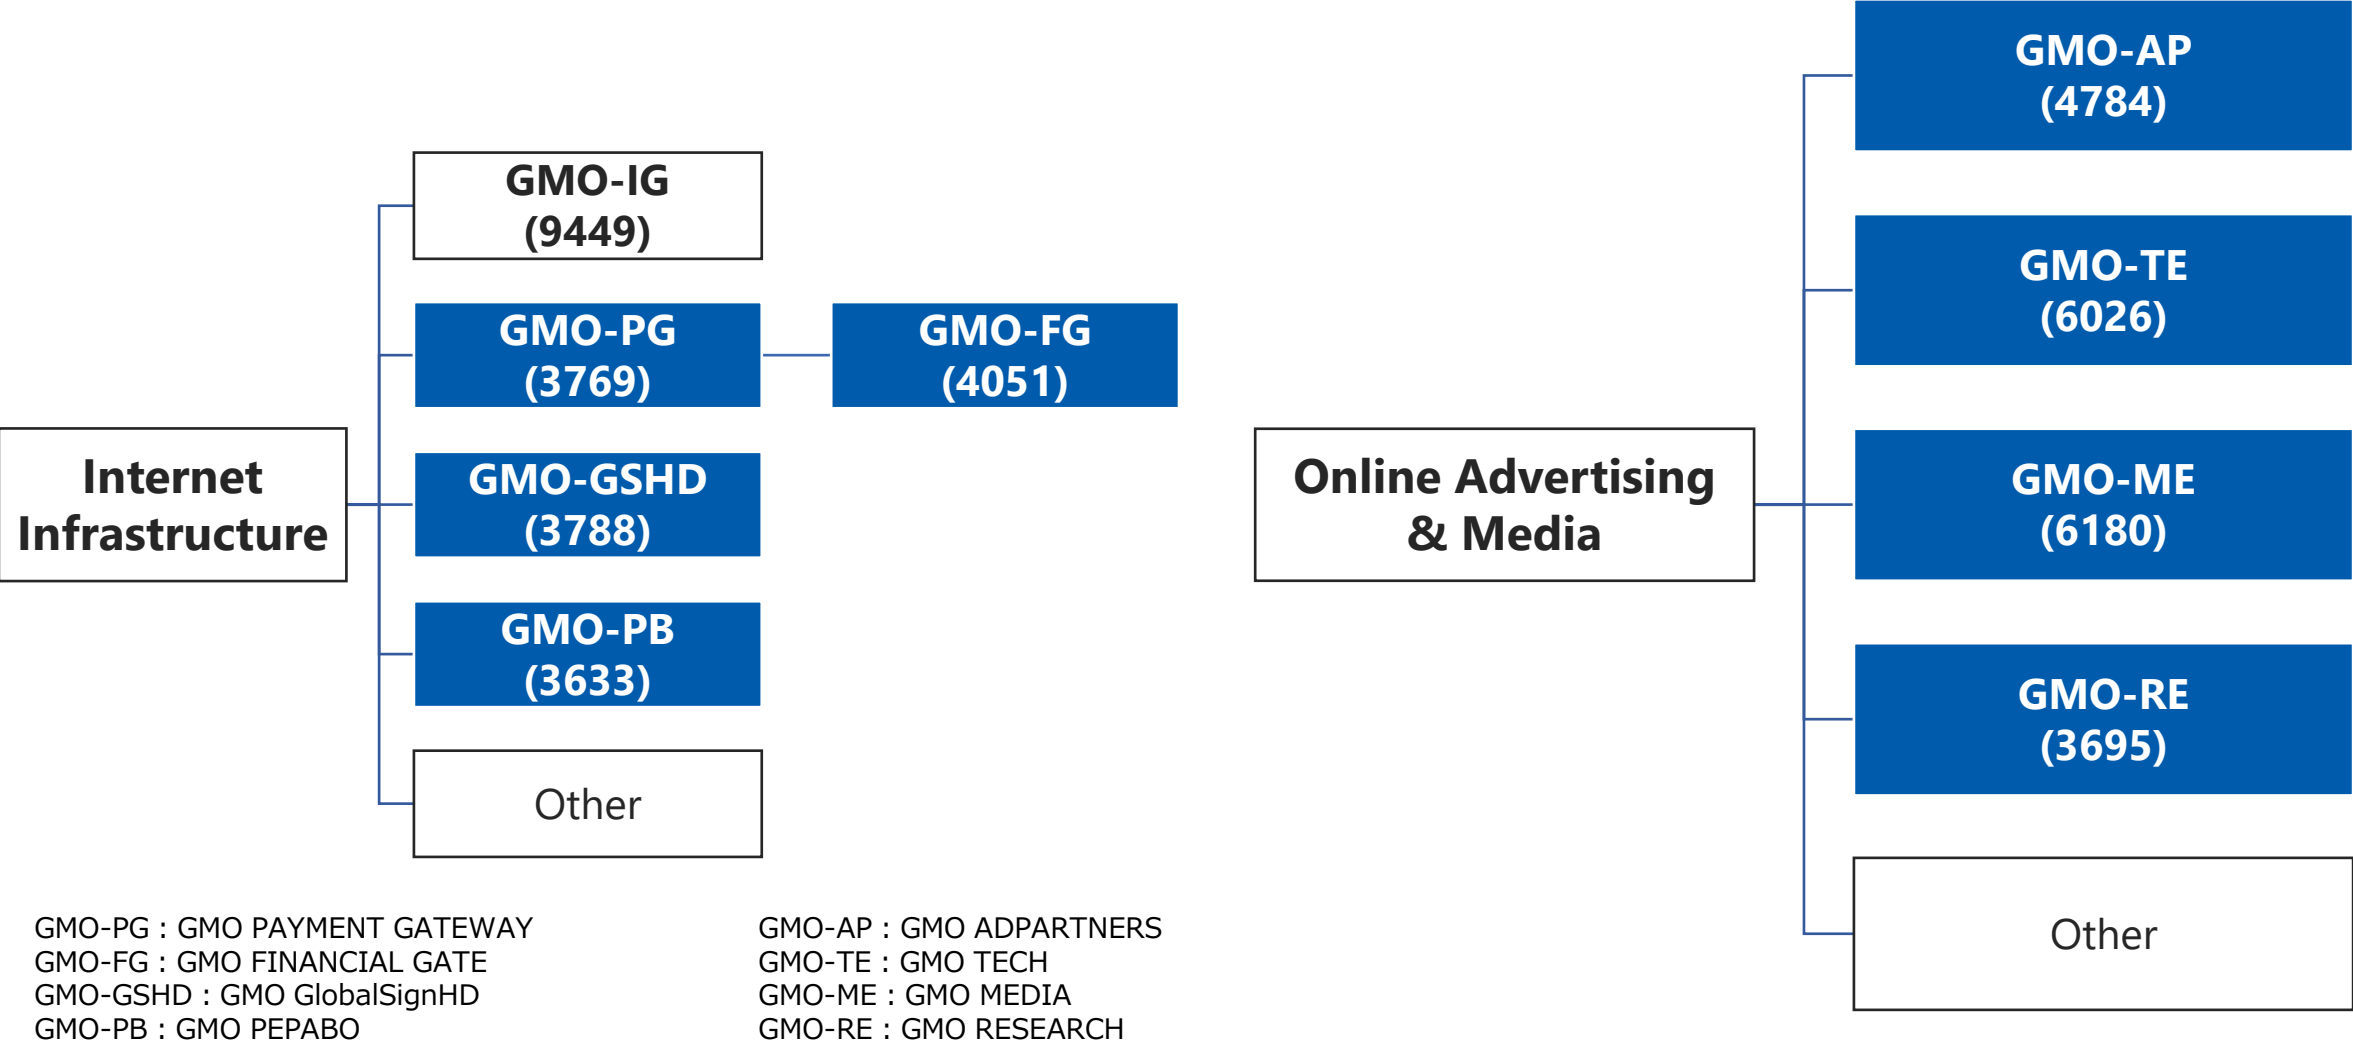 Internet
Infrastructure
GMO-IG
(9449)
GMO-PG
(3769)
GMO-FG
(4051)
GMO-GSHD
(3788)
GMO-PB
(3633)
Other
Online Advertising
& Media
GMO-AP
(4784)
GMO-TE
(6026)
GMO-ME
(6180)
GMO-RE
(3695)
Other
GMO-PG : GMO PAYMENT GATEWAY
GMO-FG : GMO FINANCIAL GATE
GMO-GSHD : GMO GlobalSignHD
GMO-PB : GMO PEPABO
GMO-AP : GMO ADPARTNERS
GMO-TE : GMO TECH
GMO-ME : GMO MEDIA
GMO-RE : GMO RESEARCH